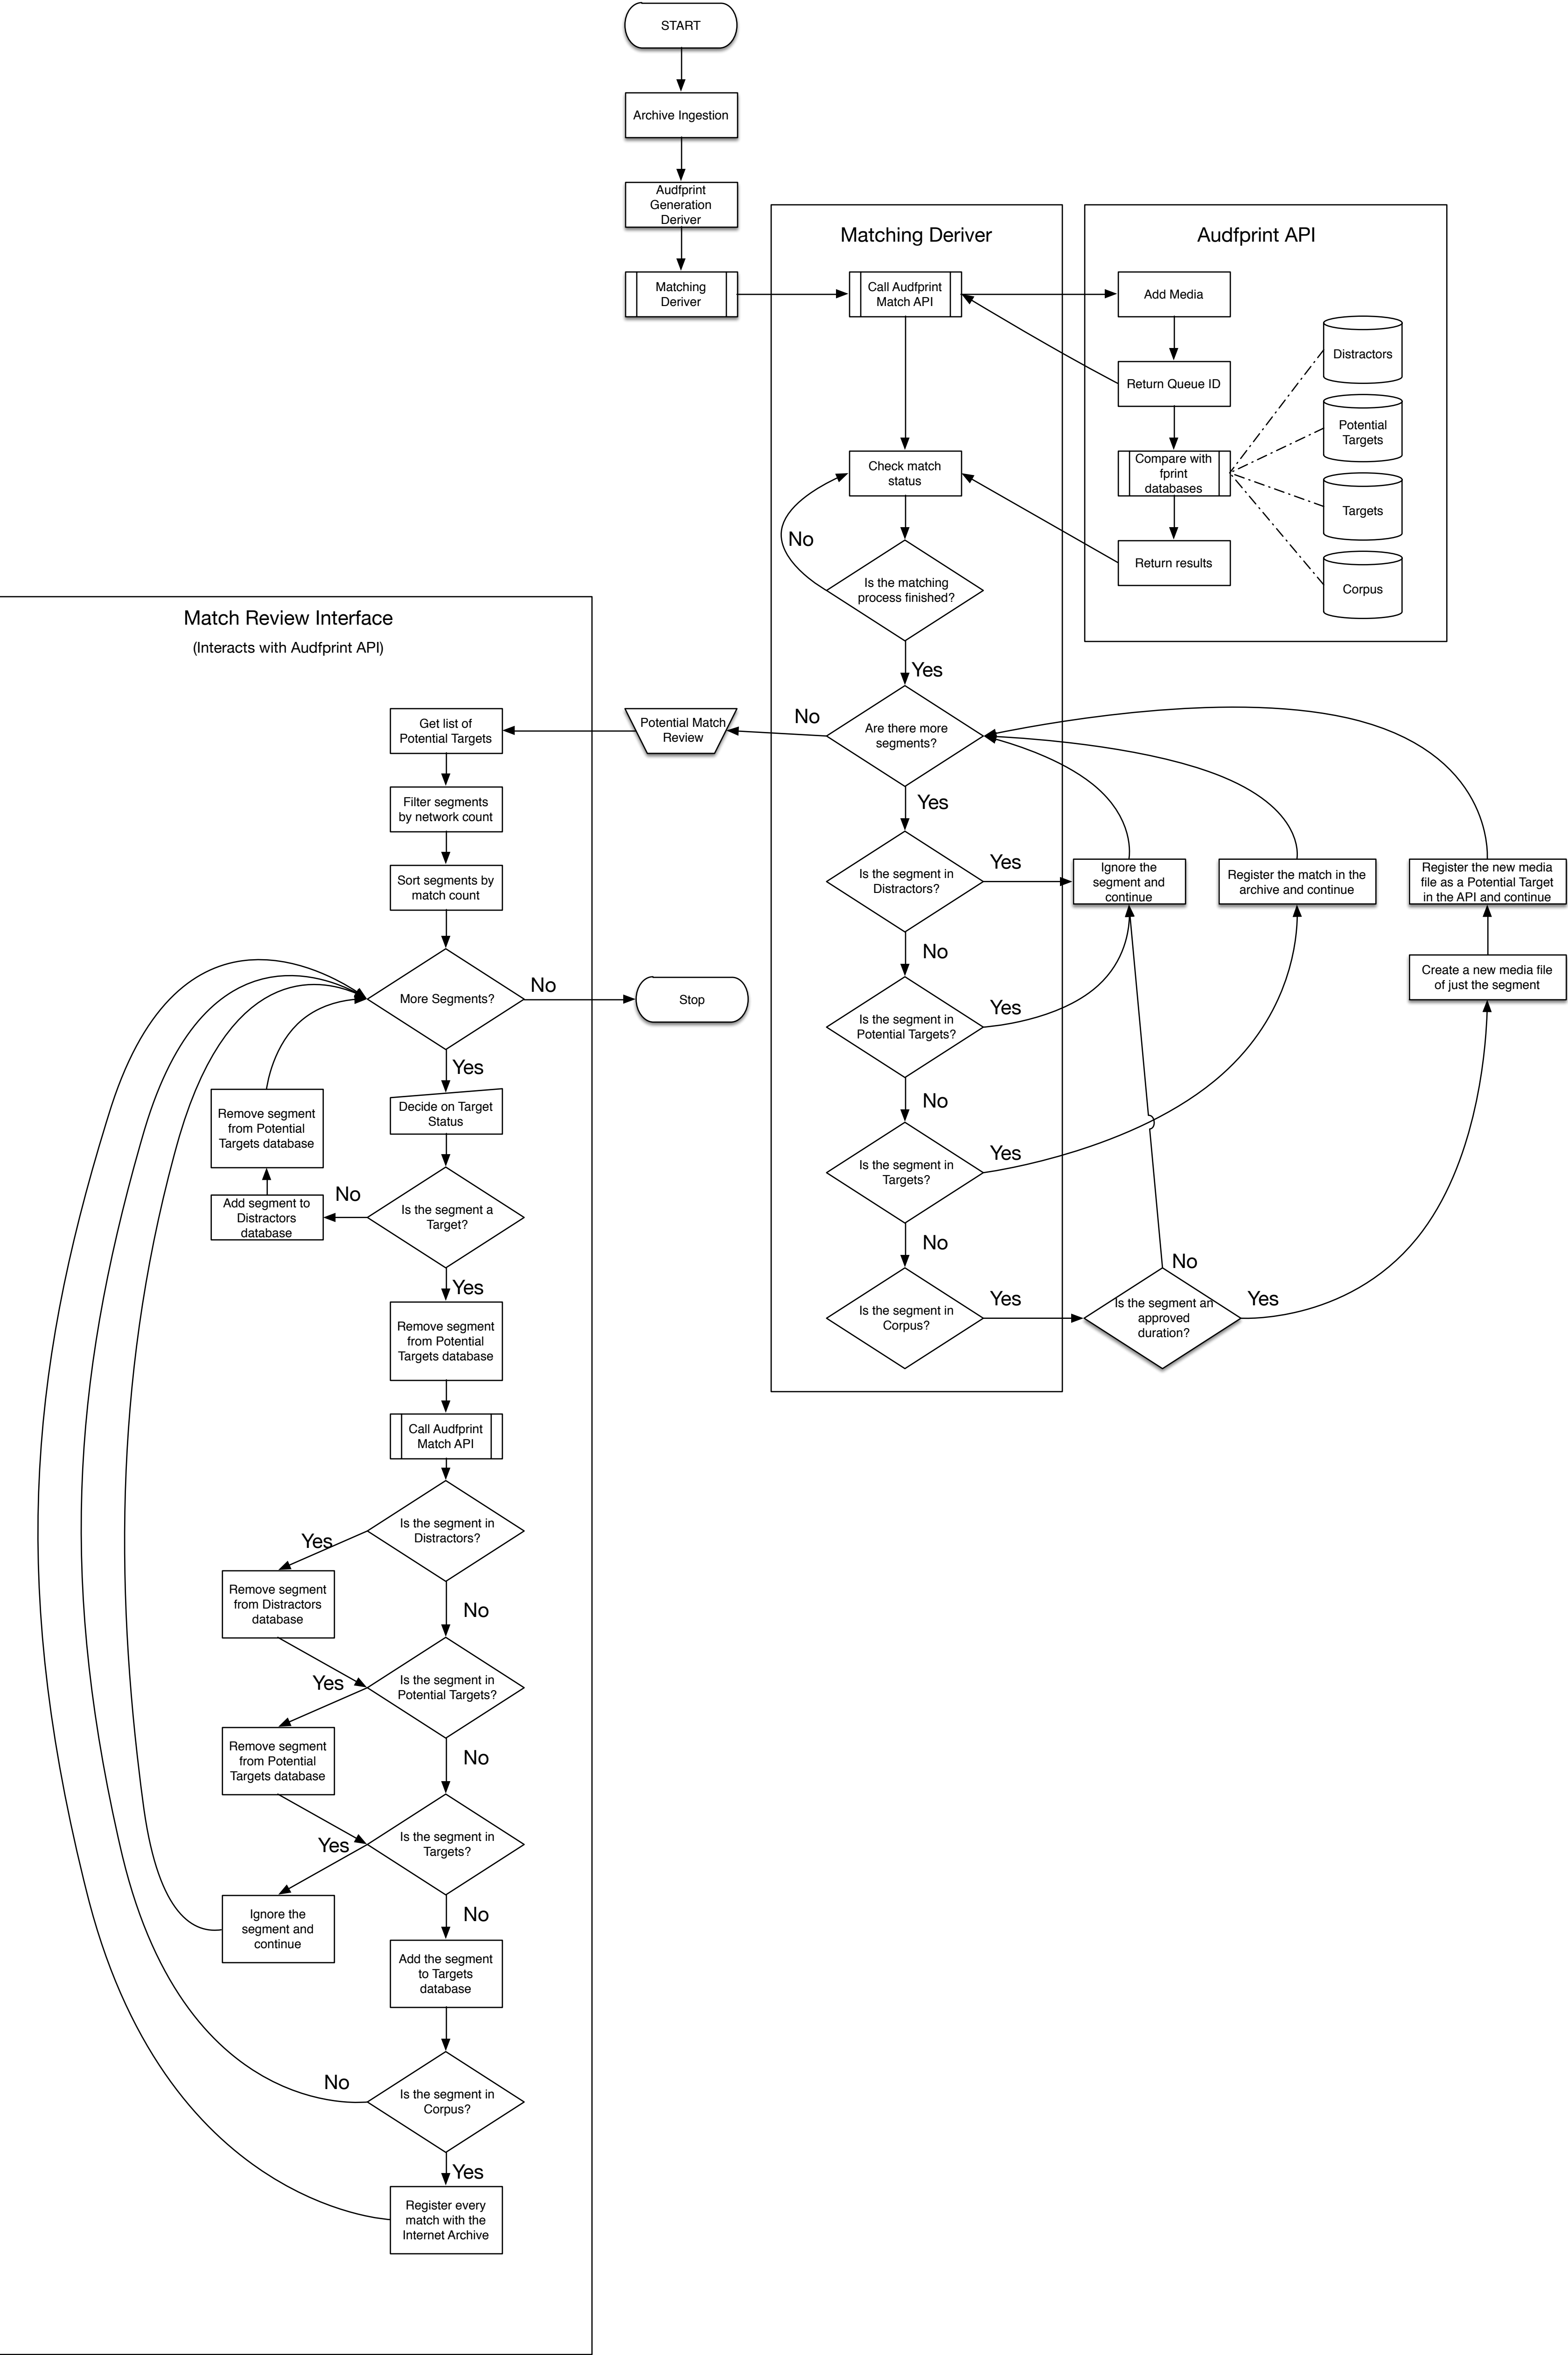 START
Archive Ingestion
Audfprint
Generation
Deriver
Matching
Deriver
Matching Deriver
Call Audfprint
Match API
Check match
status
No
Is the matching
process finished?
Yes
Are there more
segments?
No
Yes
Is the segment in
Distractors?
Yes
No
Is the segment in
Potential Targets?
Yes
No
Is the segment in
Targets?
Yes
No
Is the segment in
Corpus?
Yes
Audfprint API
Add Media
Return Queue ID
Compare with
fprint
databases
Return results
Distractors
Potential
Targets
Targets
Corpus
Ignore the
segment and
continue
Register the match in the
archive and continue
Register the new media
file as a Potential Target
in the API and continue
Create a new media file
of just the segment
No
Is the segment an
approved
duration?
Yes
Potential Match
Review
Match Review Interface
(Interacts with Audfprint API)
Get list of
Potential Targets
Filter segments
by network count
Sort segments by
match count
More Segments?
No
Stop
Yes
Decide on Target
Status
Is the segment a
Target?
No
Add segment to
Distractors
database
Remove segment
from Potential
Targets database
Yes
Remove segment
from Potential
Targets database
Call Audfprint
Match API
Is the segment in
Distractors?
Yes
Remove segment
from Distractors
database
No
Is the segment in
Potential Targets?
Yes
Remove segment
from Potential
Targets database
No
Is the segment in
Targets?
Yes
Ignore the
segment and
continue
No
Add the segment
to Targets
database
Is the segment in
Corpus?
No
Yes
Register every
match with the
Internet Archive